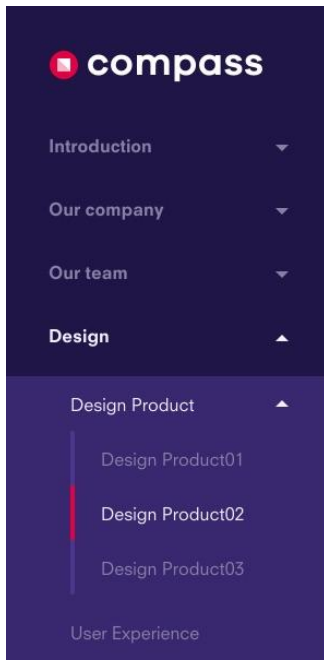 compass
Introduction
Our company
Our team
Design
Design Product
Design Product01
Design Product02
Design Product03
User Experience